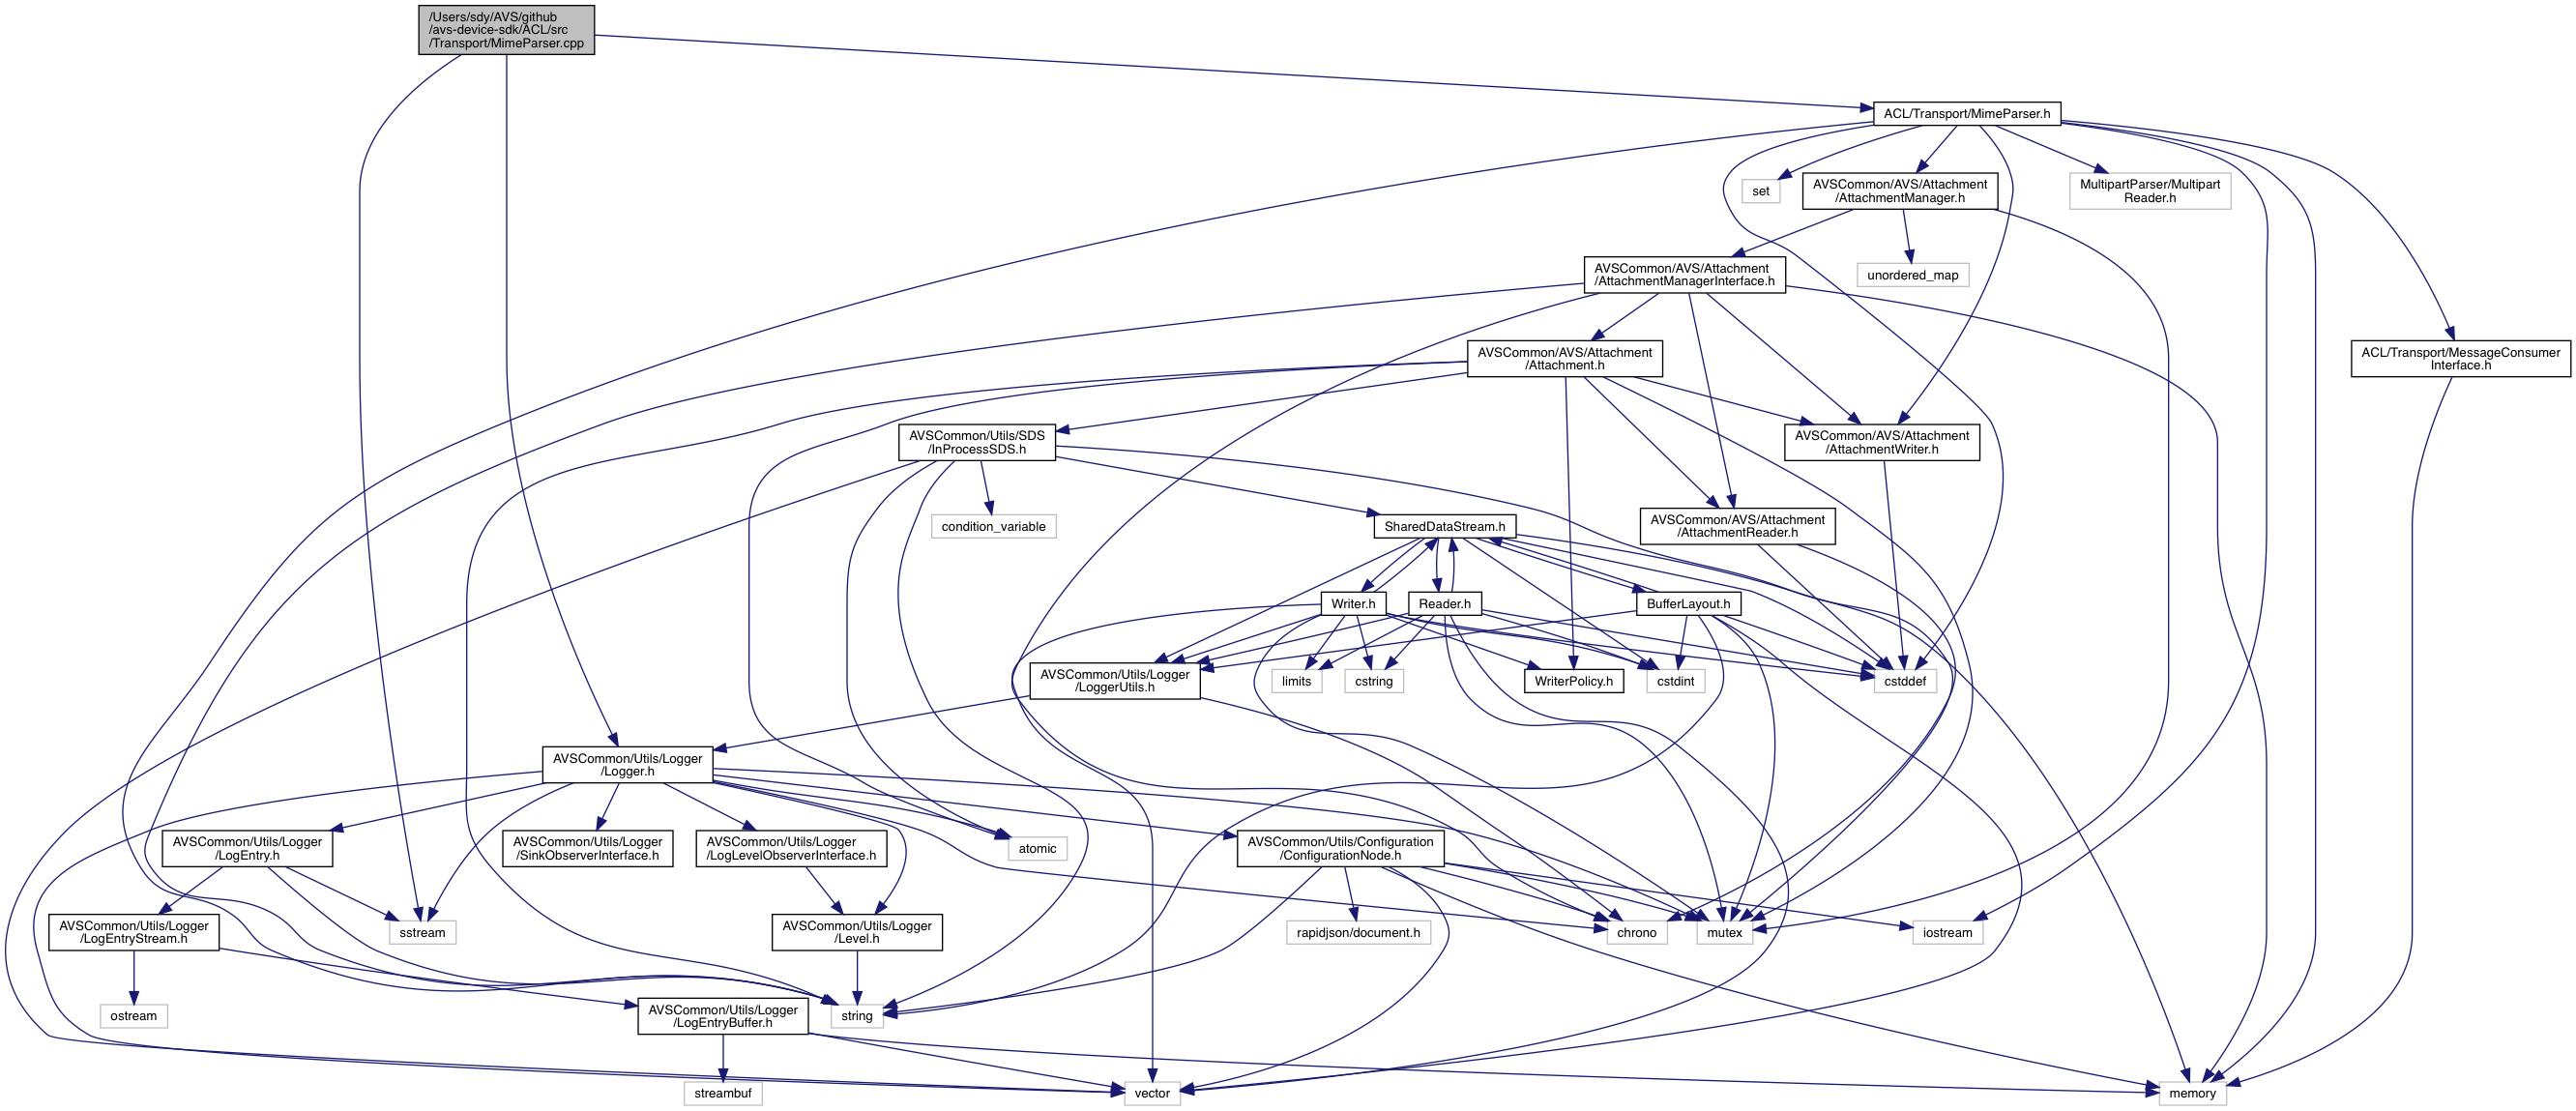 /Users/sdy/AVS/github
/avs-device-sdk/ACL/src
/Transport/MimeParser.cpp
ACL/Transport/MimeParser.h
set
AVSCommon/AVS/Attachment
/AttachmentManager.h
MultipartParser/Multipart
Reader.h
AVSCommon/AVS/Attachment
/AttachmentManagerInterface.h
unordered_map
AVSCommon/AVS/Attachment
/Attachment.h
ACL/Transport/MessageConsumer
Interface.h
AVSCommon/Utils/SDS
/InProcessSDS.h
AVSCommon/AVS/Attachment
/AttachmentWriter.h
condition_variable
SharedDataStream.h
AVSCommon/AVS/Attachment
/AttachmentReader.h
Writer.h
Reader.h
BufferLayout.h
AVSCommon/Utils/Logger
/LoggerUtils.h
limits
cstring
WriterPolicy.h
cstdint
cstddef
AVSCommon/Utils/Logger
/Logger.h
AVSCommon/Utils/Logger
/LogEntry.h
AVSCommon/Utils/Logger
/SinkObserverInterface.h
AVSCommon/Utils/Logger
/LogLevelObserverInterface.h
atomic
AVSCommon/Utils/Configuration
/ConfigurationNode.h
AVSCommon/Utils/Logger
/LogEntryStream.h
sstream
AVSCommon/Utils/Logger
/Level.h
rapidjson/document.h
chrono
mutex
iostream
ostream
AVSCommon/Utils/Logger
/LogEntryBuffer.h
string
streambuf
vector
memory